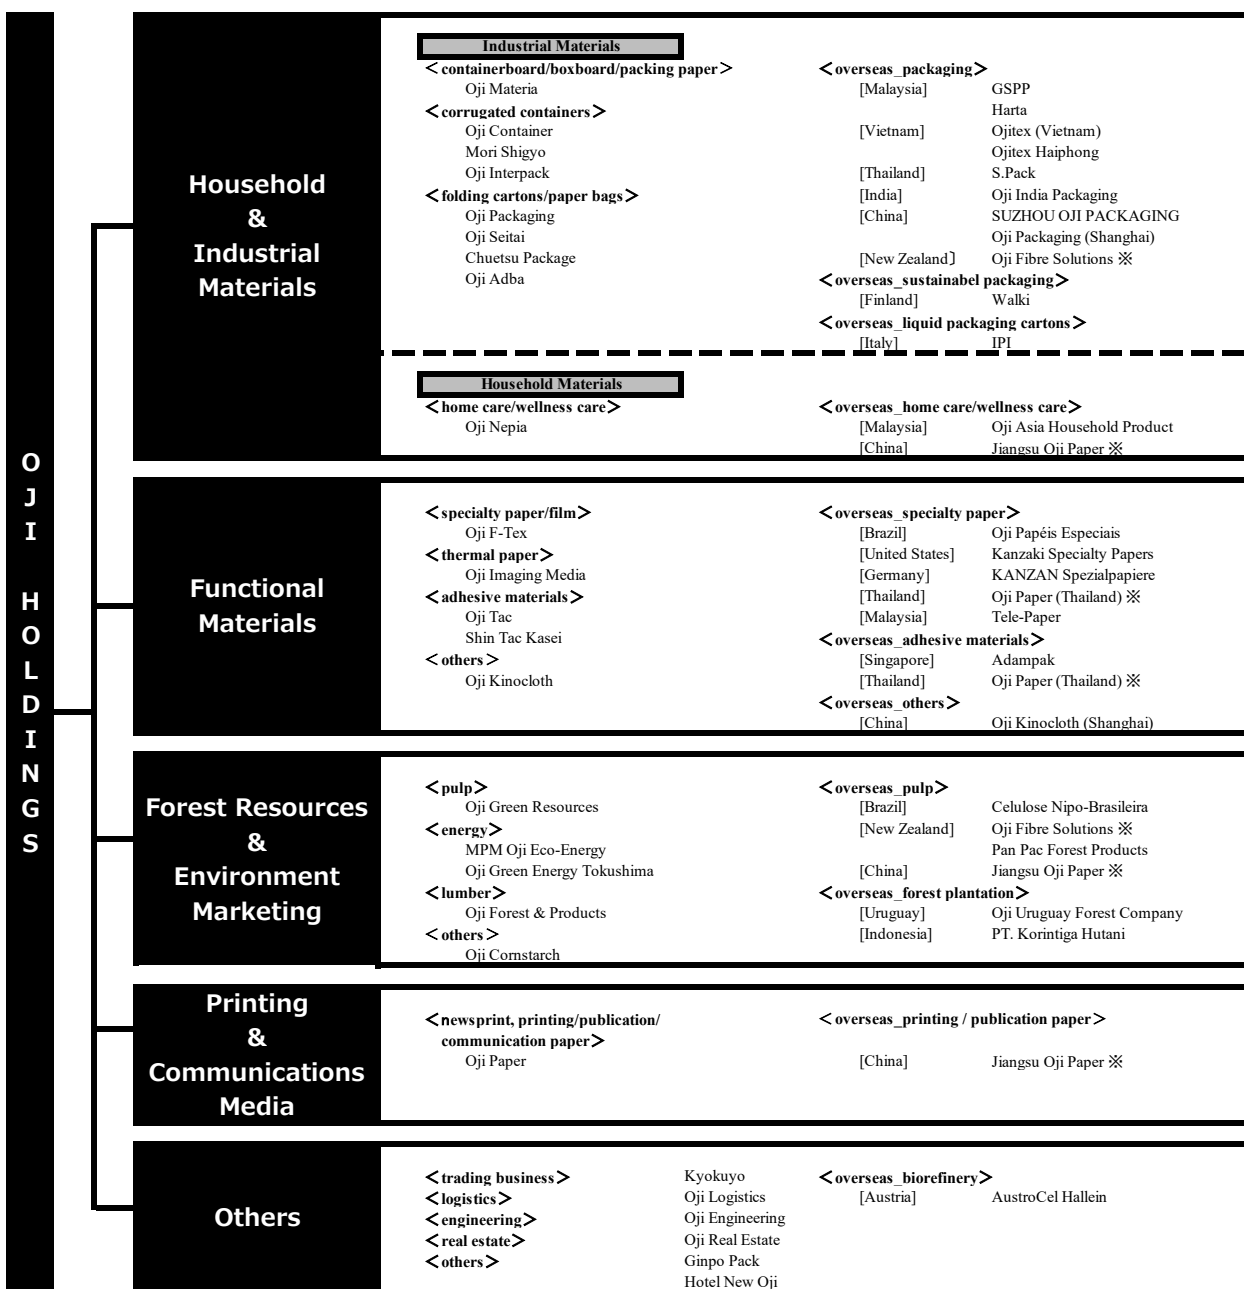 OJI HOLDINGS
Household
&
Industrial
Materials
Industrial Materials
＜containerboard/boxboard/packing paper＞
Oji Materia
＜corrugated containers＞
Oji Container
Mori Shigyo
Oji Interpack
＜folding cartons/paper bags＞
Oji Packaging
Oji Seitai
Chuetsu Package
Oji Adba
＜overseas_packaging＞
[Malaysia] GSPP
Harta
[Vietnam] Ojitex (Vietnam)
Ojitex Haiphong
[Thailand] S.Pack
[India] Oji India Packaging
[China] SUZHOU OJI PACKAGING
Oji Packaging (Shanghai)
[New Zealand〕 Oji Fibre Solutions ※
＜overseas_sustainabel packaging＞
[Finland] Walki
＜overseas_liquid packaging cartons＞
[Italy] IPI
Household Materials
＜home care/wellness care＞
Oji Nepia
＜overseas_home care/wellness care＞
[Malaysia] Oji Asia Household Product
[China] Jiangsu Oji Paper ※
Functional
Materials
＜specialty paper/film＞
Oji F-Tex
＜thermal paper＞
Oji Imaging Media
＜adhesive materials＞
Oji Tac
Shin Tac Kasei
＜others＞
Oji Kinocloth
＜overseas_specialty paper＞
[Brazil] Oji Papéis Especiais
[United States] Kanzaki Specialty Papers
[Germany] KANZAN Spezialpapiere
[Thailand] Oji Paper (Thailand) ※
[Malaysia] Tele-Paper
＜overseas_adhesive materials＞
[Singapore] Adampak
[Thailand] Oji Paper (Thailand) ※
＜overseas_others＞
[China] Oji Kinocloth (Shanghai)
Forest Resources
&
Environment
Marketing
＜pulp＞
Oji Green Resources
＜energy＞
MPM Oji Eco-Energy
Oji Green Energy Tokushima
＜lumber＞
Oji Forest & Products
＜others＞
Oji Cornstarch
＜overseas_pulp＞
[Brazil] Celulose Nipo-Brasileira
[New Zealand] Oji Fibre Solutions ※
Pan Pac Forest Products
[China] Jiangsu Oji Paper ※
＜overseas_forest plantation＞
[Uruguay] Oji Uruguay Forest Company
[Indonesia] PT. Korintiga Hutani
Printing
&
Communications
Media
＜newsprint, printing/publication/
communication paper＞
Oji Paper
＜overseas_printing / publication paper＞
[China] Jiangsu Oji Paper ※
Others
＜trading business＞ Kyokuyo
＜logistics＞ Oji Logistics
＜engineering＞ Oji Engineering
＜real estate＞ Oji Real Estate
＜others＞ Ginpo Pack
Hotel New Oji
＜overseas_biorefinery＞
[Austria] AustroCel Hallein